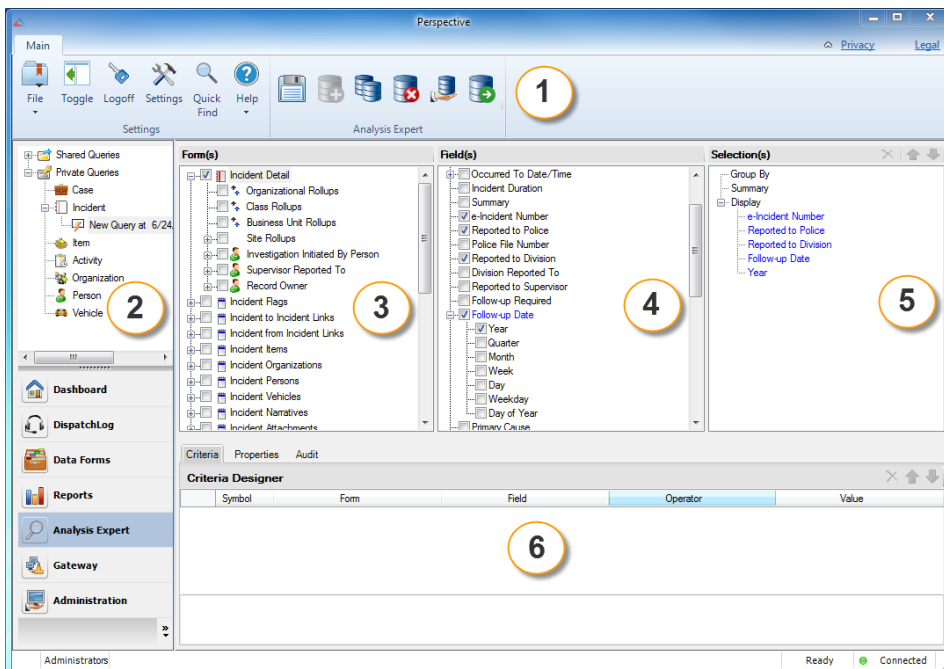 Perspective
Main
Privacy
Legal
File
Toggle
Logoff
Settings
Quick Find
Help
Settings
Analysis Expert
1
Shared Queries
Private Queries
Case
Incident
New Query at 6/24,
Item
Activity
Organization
Person
Vehicle
2
Dashboard
DispatchLog
Data Forms
Reports
Analysis Expert
Gateway
Administration
Form(s)
Incident Detail
Organizational Rollups
Class Rollups
Business Unit Rollups
Site Rollups
Investigation Initiated By Person
Supervisor Reported To
Record Owner
Incident Flags
Incident to Incident Links
Incident from Incident Links
Incident Items
Incident Organizations
Incident Persons
Incident Vehicles
Incident Narratives
Incident Attachments
3
Field(s)
Occurred To Date/Time
Incident Duration
Summary
e-Incident Number
Reported to Police
Police File Number
Reported to Division
Division Reported To
Reported to Supervisor
Follow-up Required
Follow-up Date
Year
Quarter
Month
Week
Day
Weekday
Day of Year
Primary Cause
4
Selection(s)
Group By
Summary
Display
e-Incident Number
Reported to Police
Reported to Division
Follow-up Date
Year
5
Criteria Properties Audit
Criteria Designer
Symbol Form Field Operator Value
6
Administrators
Ready
Connected